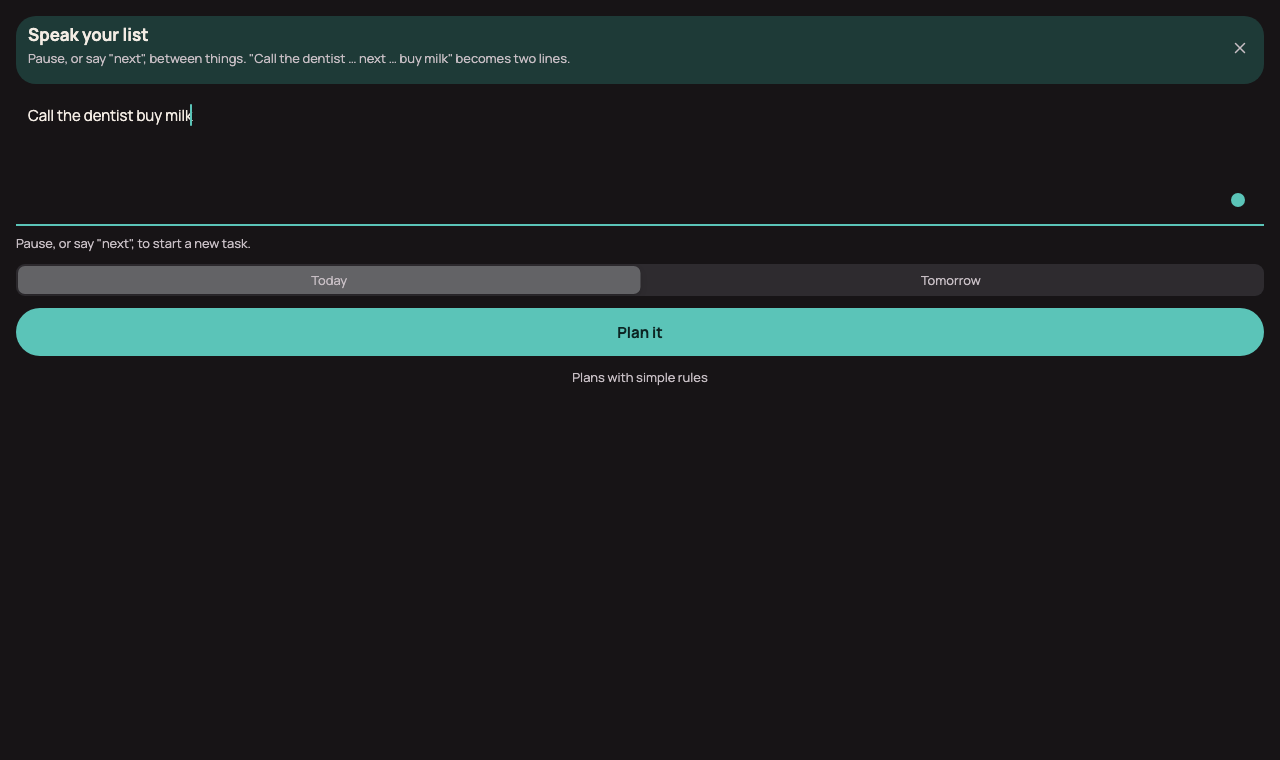 Speak your list
Pause, or say "next", between things. "Call the dentist … next … buy milk" becomes two lines.
Call the dentist buy milk
Pause, or say "next", to start a new task.
Today
Tomorrow
Plan it
Plans with simple rules